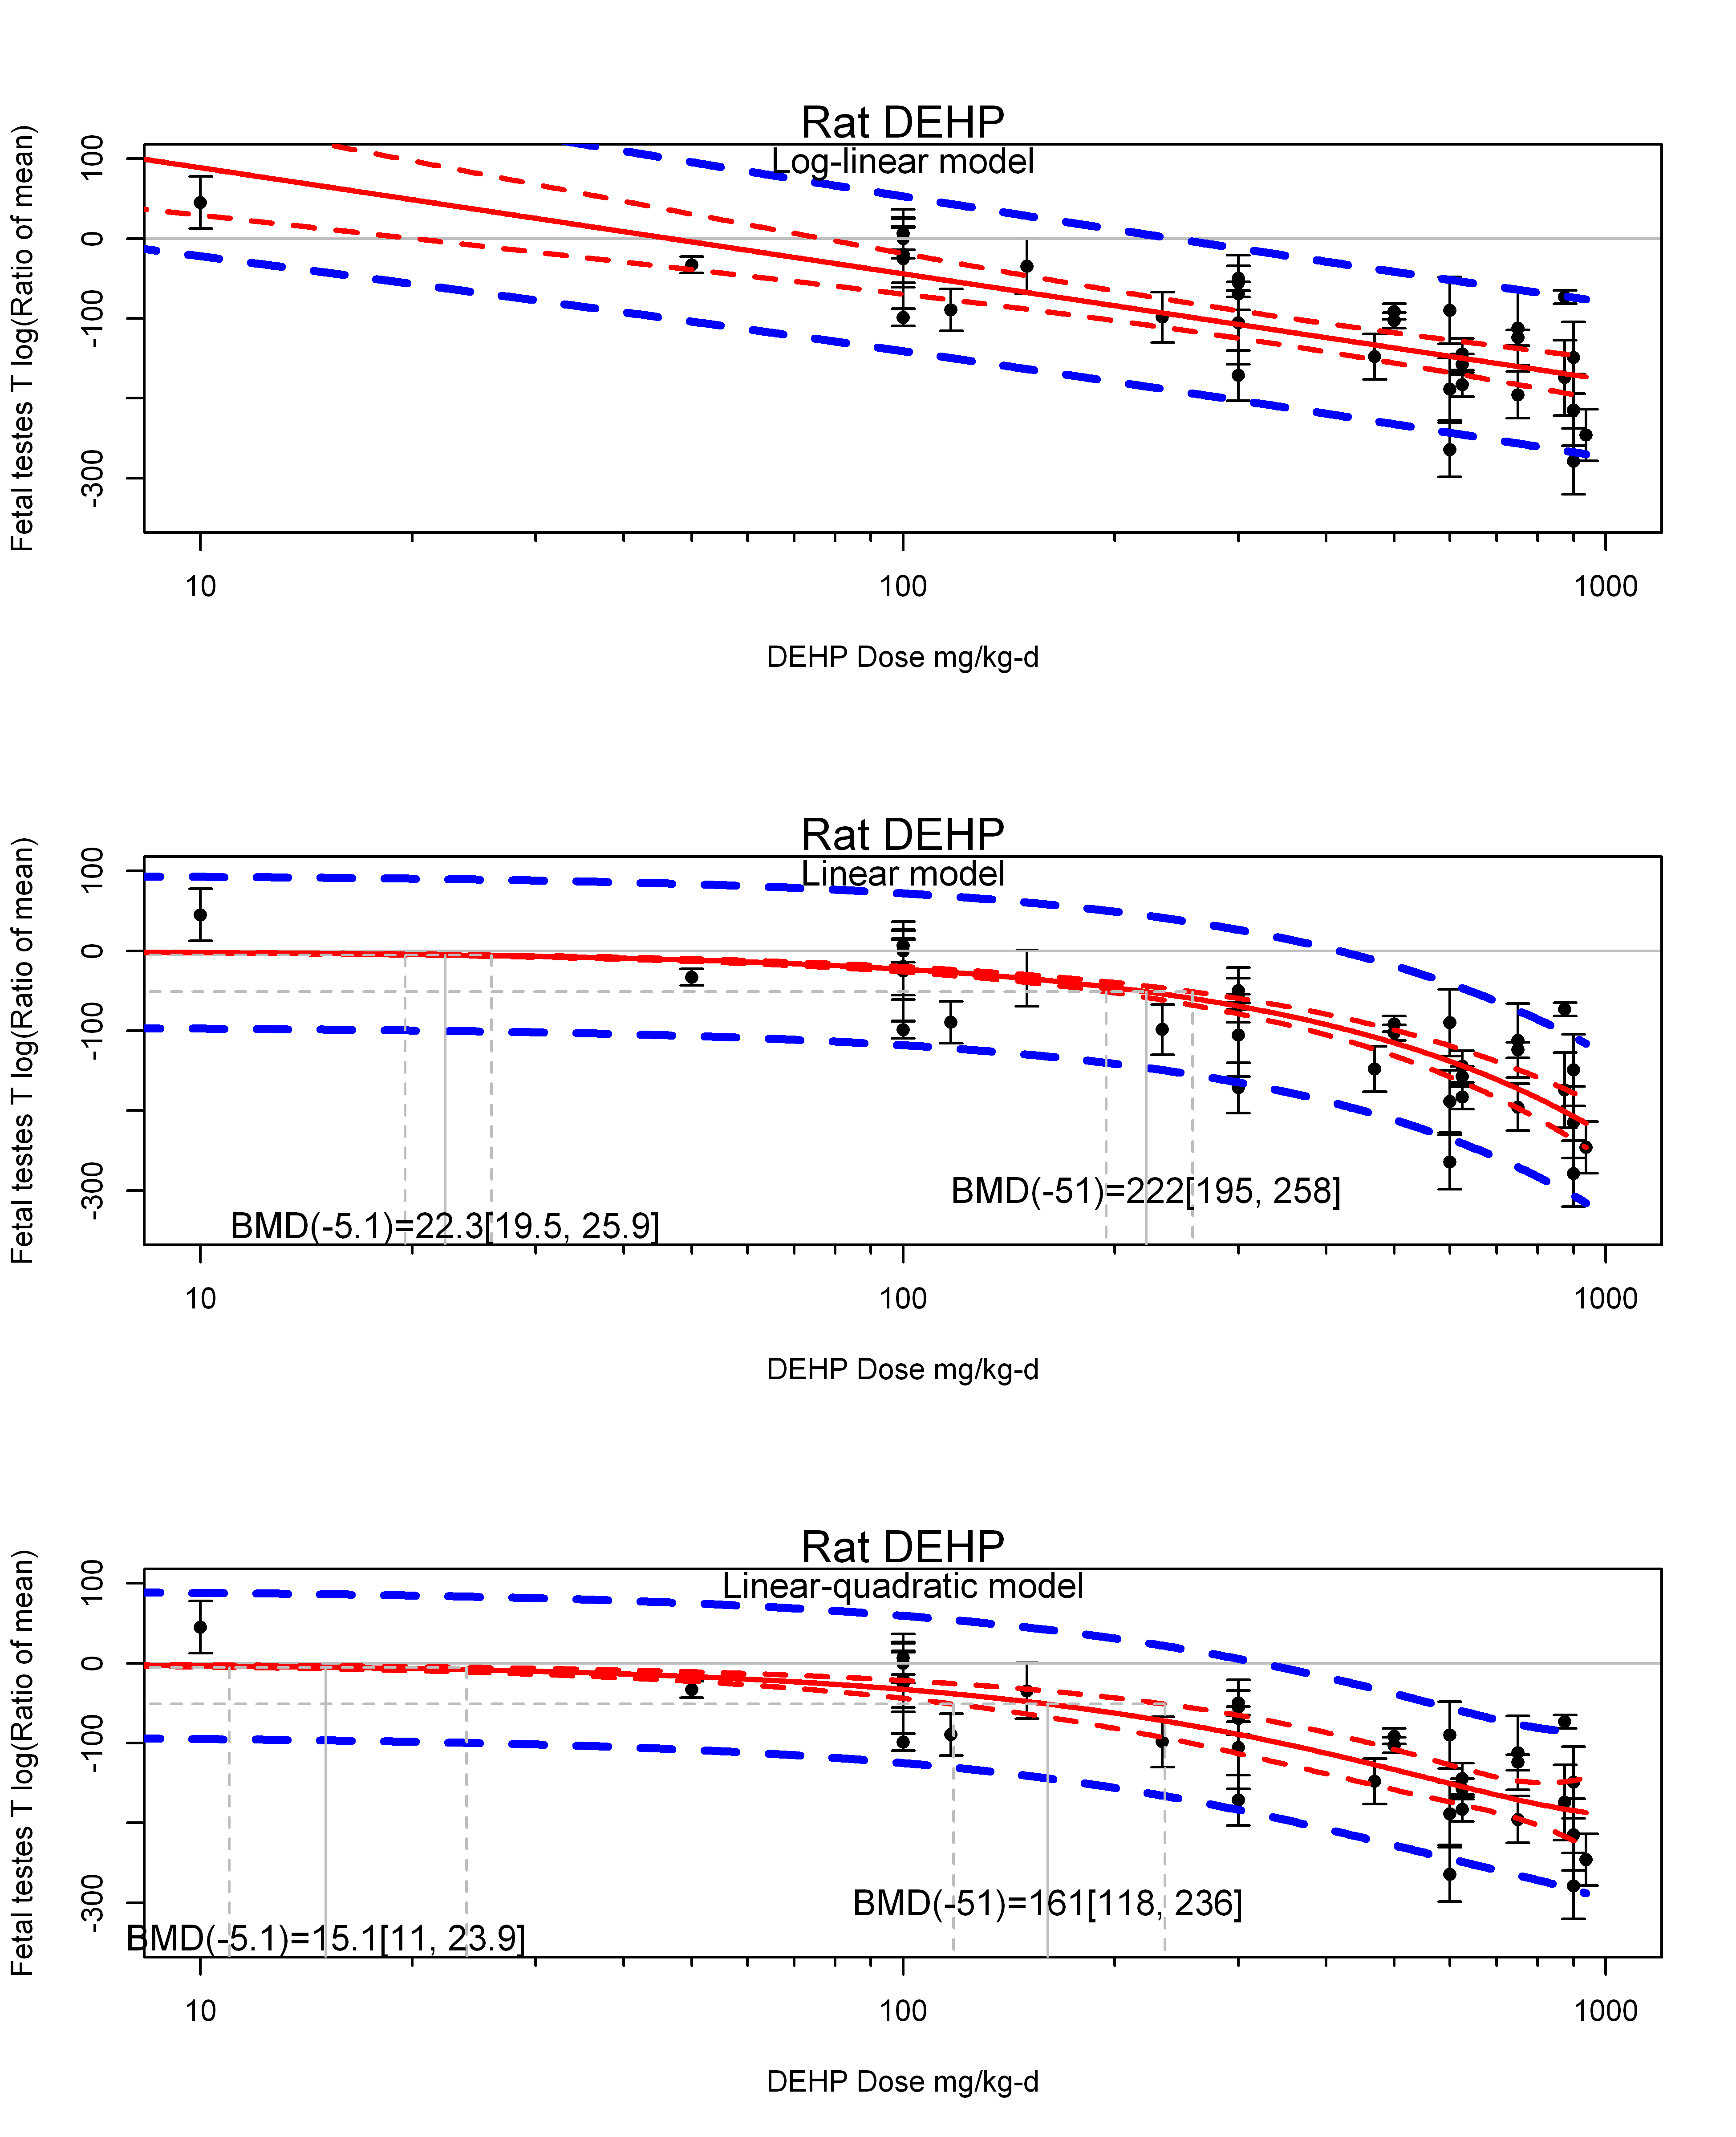 Rat DEHP
Log-linear model
Fetal testes T log(Ratio of mean)
100
0
-100
-300
10
100
1000
DEHP Dose mg/kg-d
Rat DEHP
Linear model
Fetal testes T log(Ratio of mean)
100
0
-100
-300
BMD(-51)=222[195, 258]
BMD(-5.1)=22.3[19.5, 25.9]
10
100
1000
DEHP Dose mg/kg-d
Rat DEHP
Linear-quadratic model
Fetal testes T log(Ratio of mean)
100
0
-100
-300
BMD(-51)=161[118, 236]
BMD(-5.1)=15.1[11, 23.9]
10
100
1000
DEHP Dose mg/kg-d